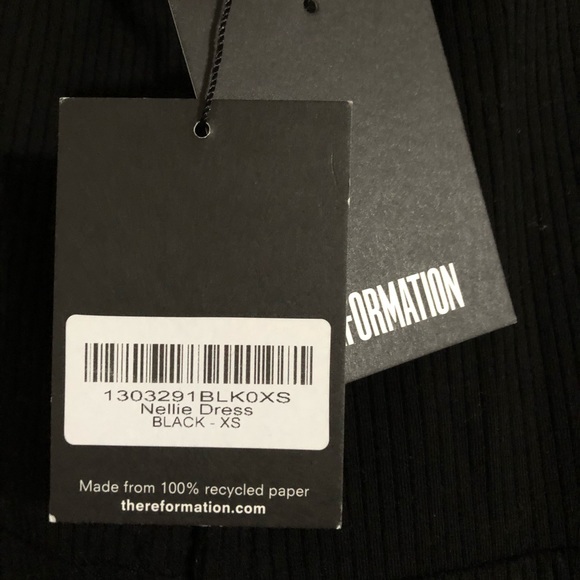 FORMATION
1303291BLK0XS
Nellie Dress
BLACK - XS
Made from 100% recycled paper
thereformation.com